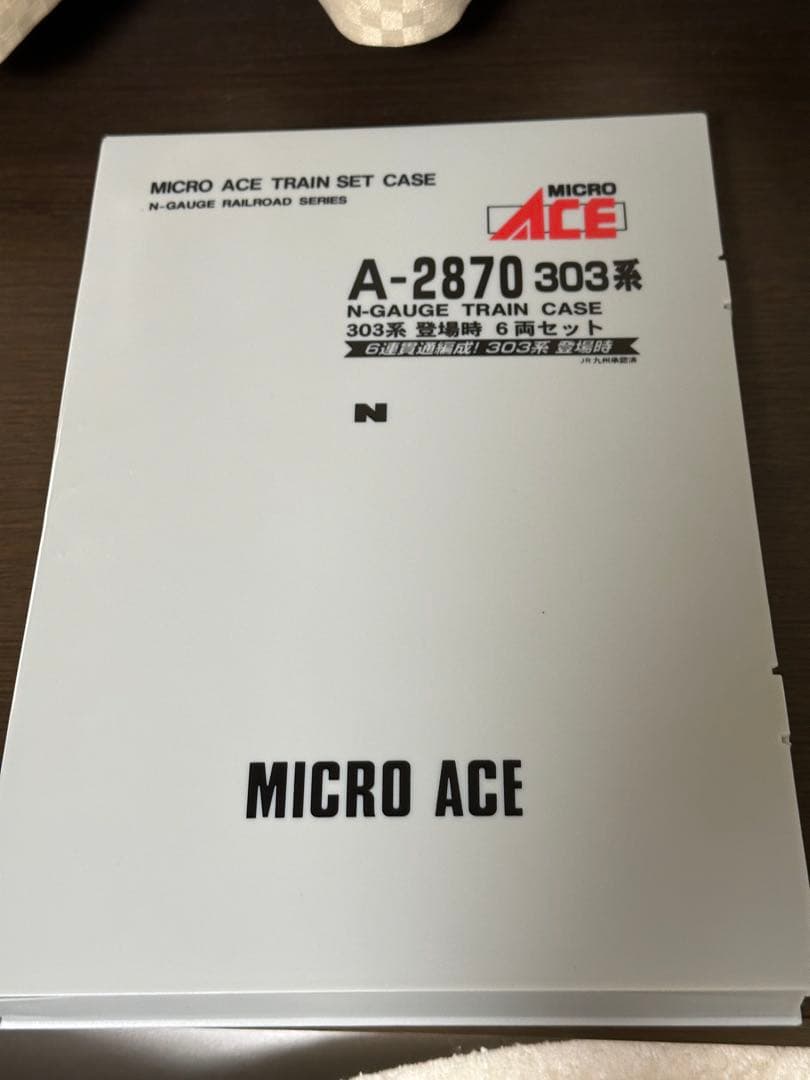 MICRO ACE TRAIN SET CASE
N-GAUGE RAILROAD SERIES
MICRO
ACE
A-2870 303系
N-GAUGE TRAIN CASE
303系 登場時 6両セット
6連貫通編成! 303系 登場時
JR九州承認済
N
MICRO ACE